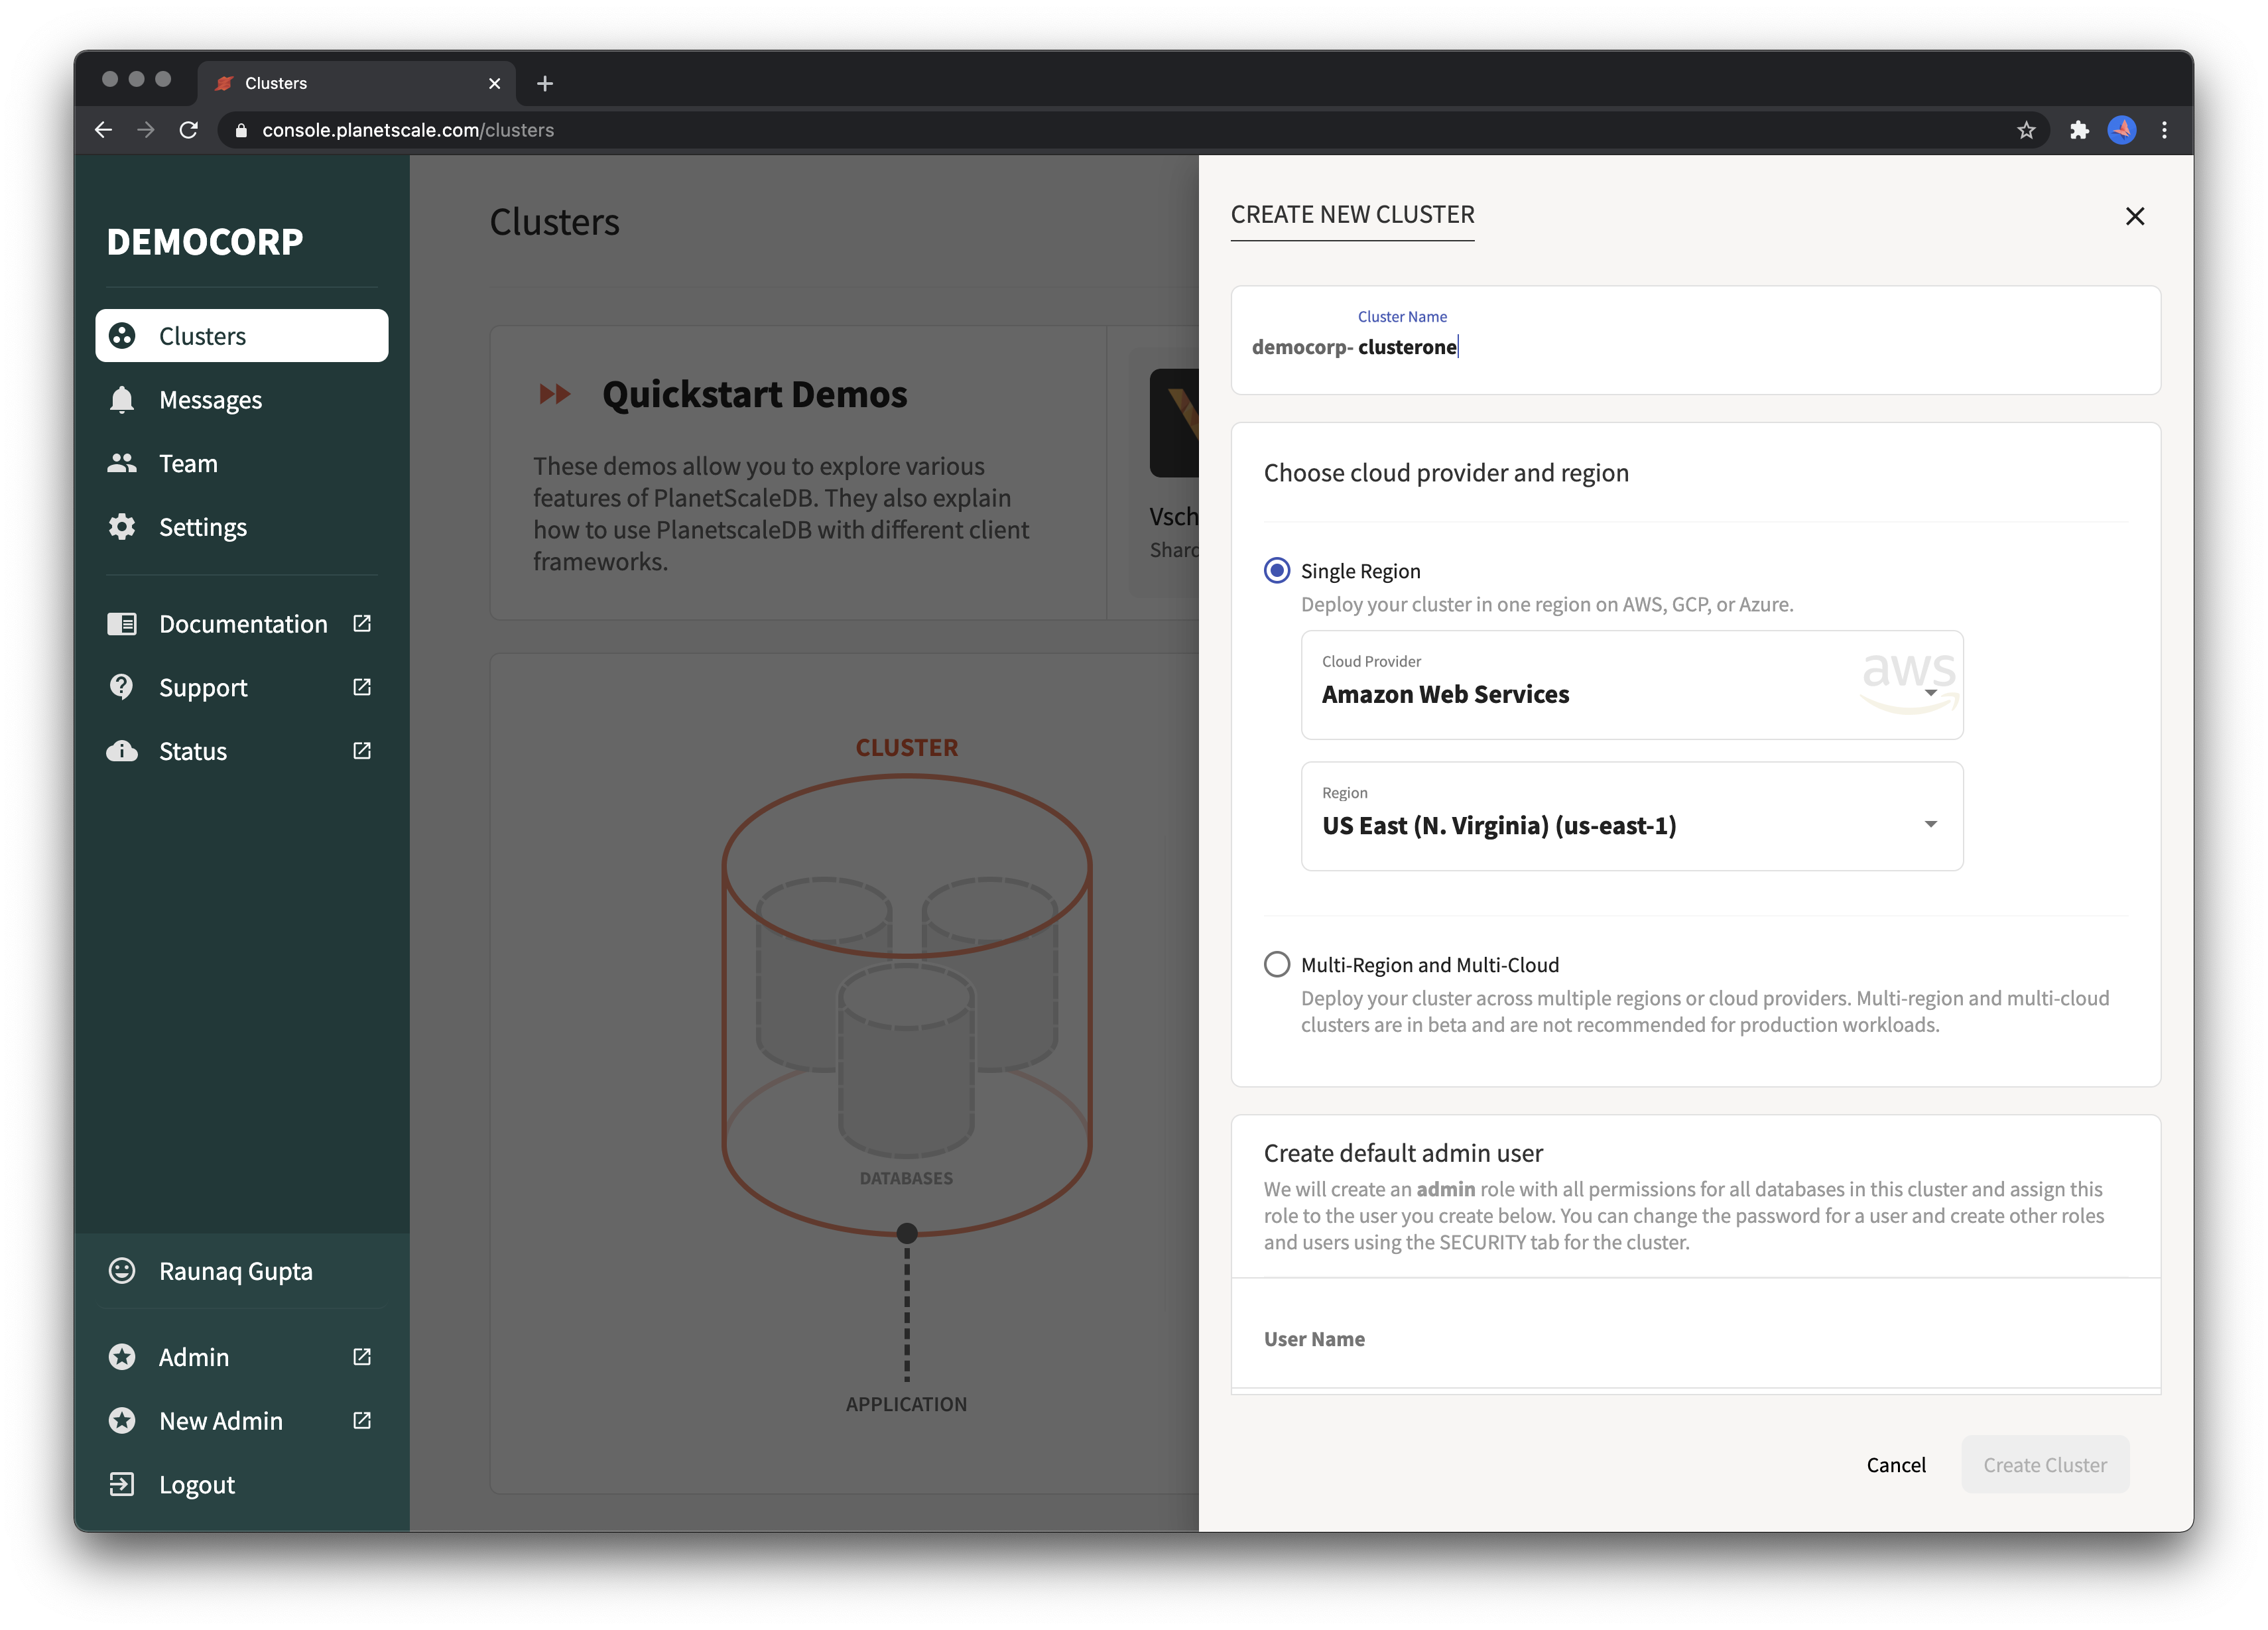 Clusters
console.planetscale.com/clusters
DEMOCORP
Clusters
Messages
Team
Settings
Documentation
Support
Status
Raunaq Gupta
Admin
New Admin
Logout
Clusters
Quickstart Demos
These demos allow you to explore various
features of PlanetScaleDB. They also explain
how to use PlanetscaleDB with different client
frameworks.
Vsch
Shard
CLUSTER
DATABASES
APPLICATION
CREATE NEW CLUSTER
Cluster Name
democorp- clusterone
Choose cloud provider and region
Single Region
Deploy your cluster in one region on AWS, GCP, or Azure.
Cloud Provider
aws
Amazon Web Services
Region
US East (N. Virginia) (us-east-1)
Multi-Region and Multi-Cloud
Deploy your cluster across multiple regions or cloud providers. Multi-region and multi-cloud
clusters are in beta and are not recommended for production workloads.
Create default admin user
We will create an admin role with all permissions for all databases in this cluster and assign this
role to the user you create below. You can change the password for a user and create other roles
and users using the SECURITY tab for the cluster.
User Name
Cancel
Create Cluster